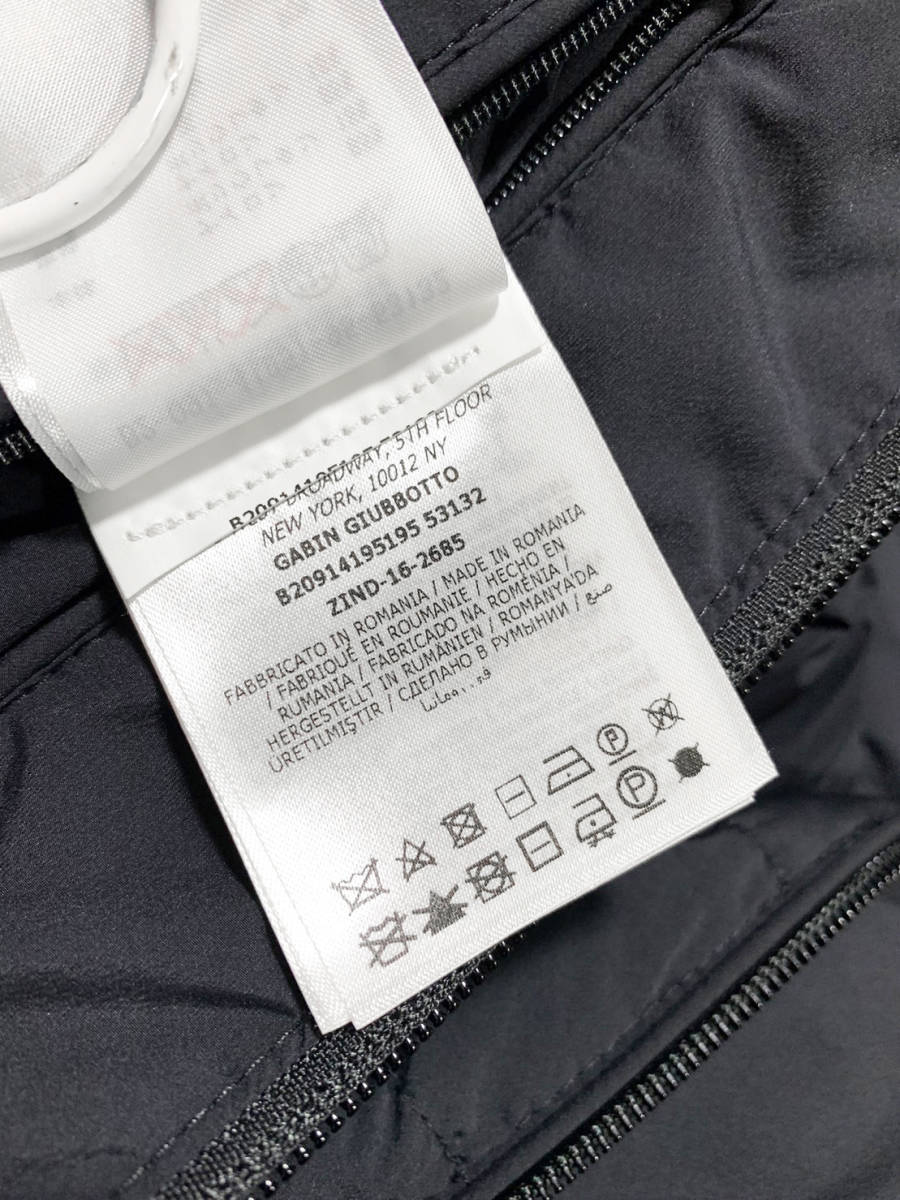 BROADWAY, 5TH FLOOR
NEW YORK, 10012 NY
GABIN GIUBBOTTO
B20914195195 53132
ZIND-16-2685
FABBRICATO IN ROMANIA / MADE IN ROMANIA
/ FABRIQUÉ EN ROUMANIE / HECHO EN
RUMANIA / FABRICADO NA ROMÉNIA /
HERGESTELLT IN RUMÄNIEN / ROMANYA'DA
ÜRETILMIŞTIR / СДЕЛАНО В РУМЫНИИ / صنع
P
P